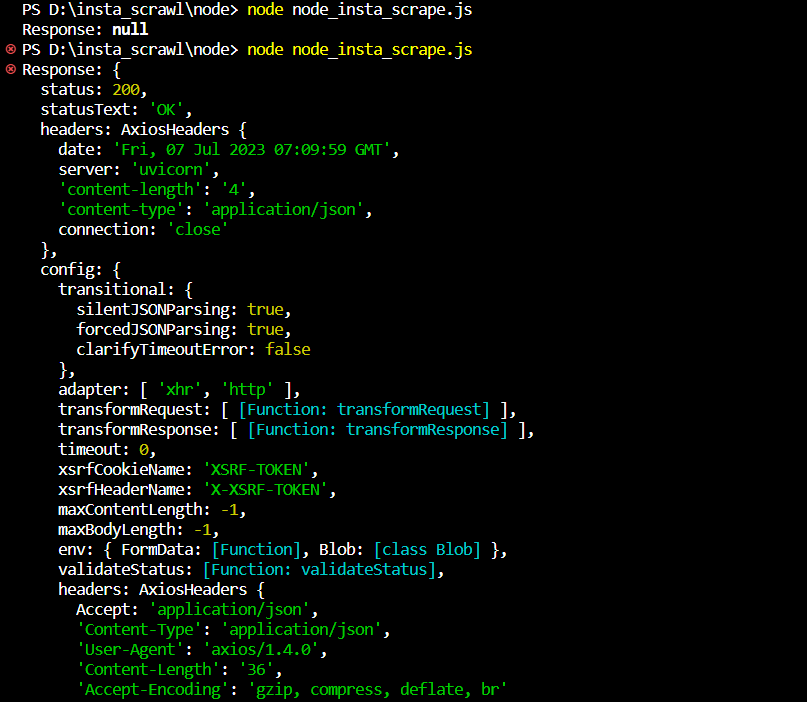 PS D:\insta_scrawl\node> node node_insta_scrape.js
Response: null
PS D:\insta_scrawl\node> node node_insta_scrape.js
Response: {
  status: 200,
  statusText: 'OK',
  headers: AxiosHeaders {
    date: 'Fri, 07 Jul 2023 07:09:59 GMT',
    server: 'uvicorn',
    'content-length': '4',
    'content-type': 'application/json',
    connection: 'close'
  },
  config: {
    transitional: {
      silentJSONParsing: true,
      forcedJSONParsing: true,
      clarifyTimeoutError: false
    },
    adapter: [ 'xhr', 'http' ],
    transformRequest: [ [Function: transformRequest] ],
    transformResponse: [ [Function: transformResponse] ],
    timeout: 0,
    xsrfCookieName: 'XSRF-TOKEN',
    xsrfHeaderName: 'X-XSRF-TOKEN',
    maxContentLength: -1,
    maxBodyLength: -1,
    env: { FormData: [Function], Blob: [class Blob] },
    validateStatus: [Function: validateStatus],
    headers: AxiosHeaders {
      Accept: 'application/json',
      'Content-Type': 'application/json',
      'User-Agent': 'axios/1.4.0',
      'Content-Length': '36',
      'Accept-Encoding': 'gzip, compress, deflate, br'